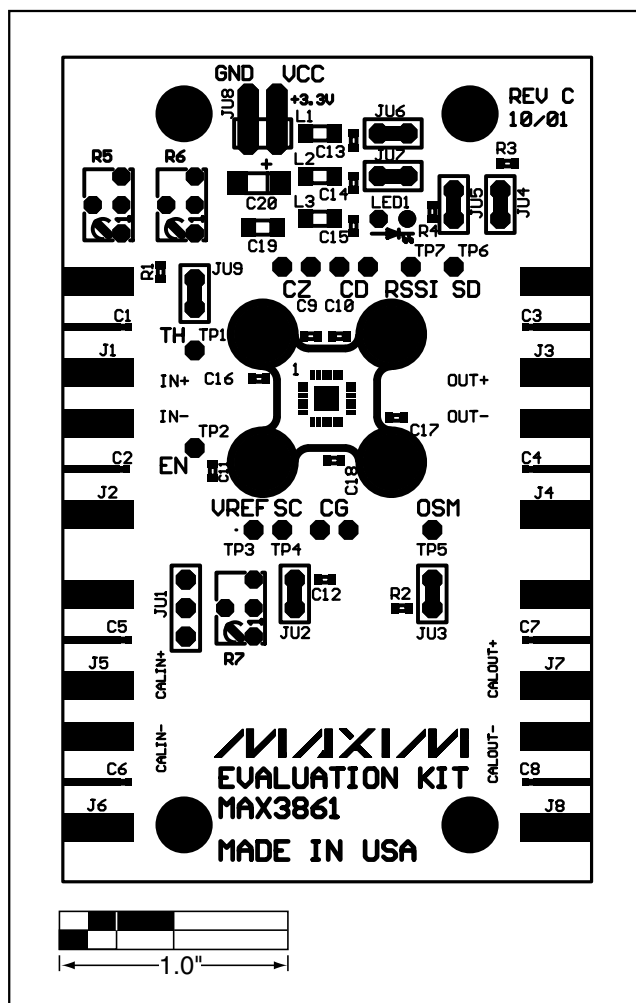 GND VCC
JU8 +3.3V
REV C
10/01
L1 JU6
C13
R5 R6
L2 JU7
R3
+
C20 C14
LED1
L3
JU5 JU4
R4
C19 C15
TP7 TP6
R1 JU9
CZ CD RSSI SD
C9 C10
C1 TH TP1 C3
J1 J3
IN+ C16 1 OUT+
IN- OUT-
C17
TP2
C2 EN C11 C18 C4
J2 J4
VREF SC CG OSM
TP3 TP4 TP5
JU1 C12 R2
JU2 JU3
C5 C7
R7
J5 CALIN+ CALOUT+ J7
CALIN- CALOUT-
MAXIM
EVALUATION KIT
C6 C8
MAX3861
J6 J8
MADE IN USA
1.0"